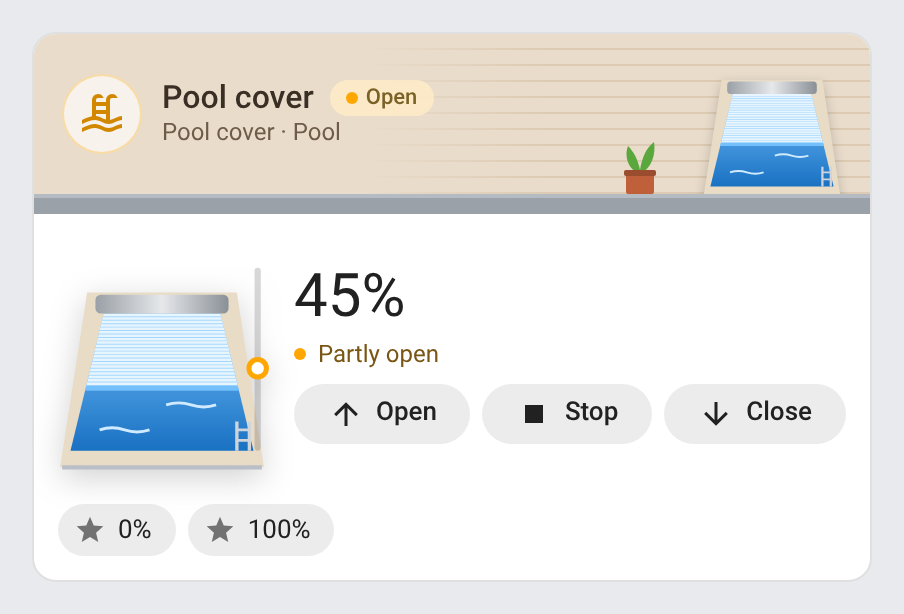 Pool cover
Open
Pool cover · Pool
45%
Partly open
Open
Stop
Close
0%
100%